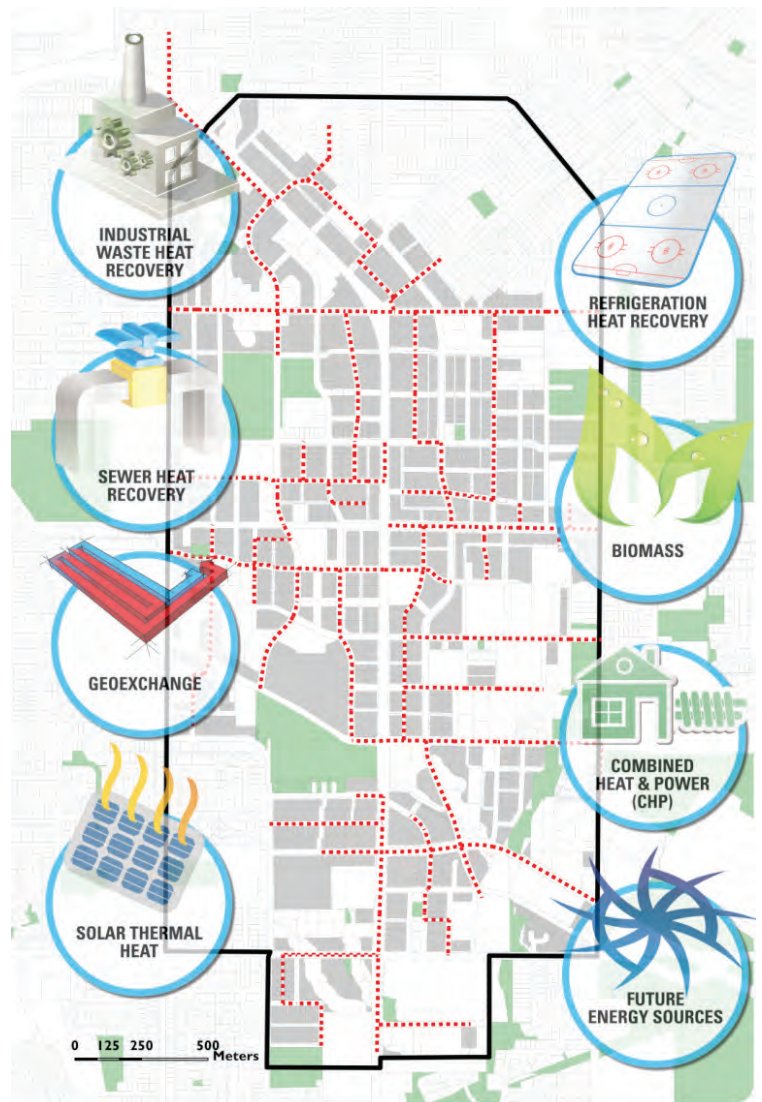 INDUSTRIAL
WASTE HEAT
RECOVERY
REFRIGERATION
HEAT RECOVERY
SEWER HEAT
RECOVERY
BIOMASS
GEOEXCHANGE
COMBINED
HEAT & POWER
(CHP)
SOLAR THERMAL
HEAT
FUTURE
ENERGY SOURCES
0 125 250 500
Meters